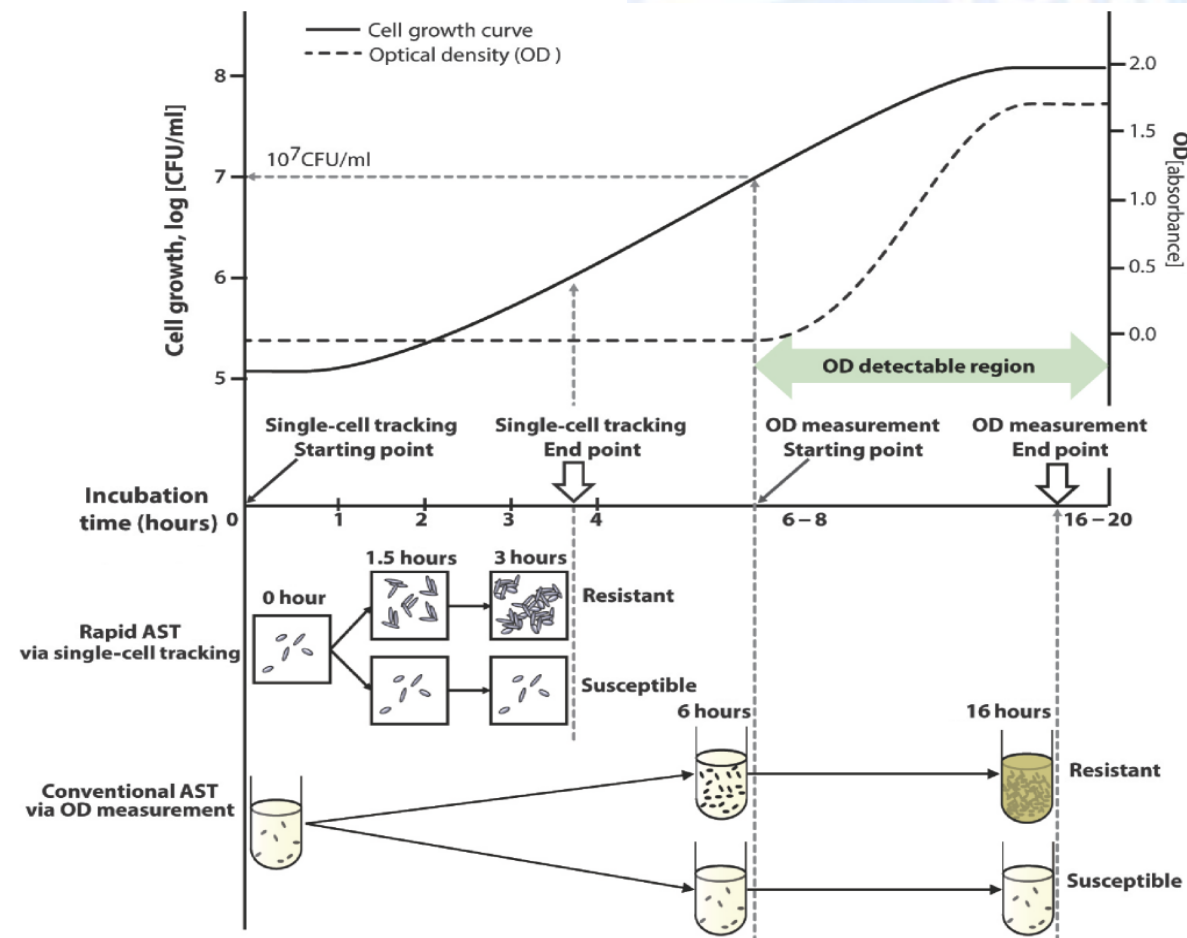 Cell growth curve
Optical density (OD )
8
7
6
5
Cell growth, log [CFU/ml]
10⁷CFU/ml
2.0
1.5
1.0
0.5
0.0
OD
[absorbance]
OD detectable region
Single-cell tracking
Starting point
Single-cell tracking
End point
OD measurement
Starting point
OD measurement
End point
Incubation
time (hours)
0
1
2
3
4
6–8
16–20
Rapid AST
via single-cell tracking
0 hour
1.5 hours
3 hours
Resistant
Susceptible
Conventional AST
via OD measurement
6 hours
16 hours
Resistant
Susceptible